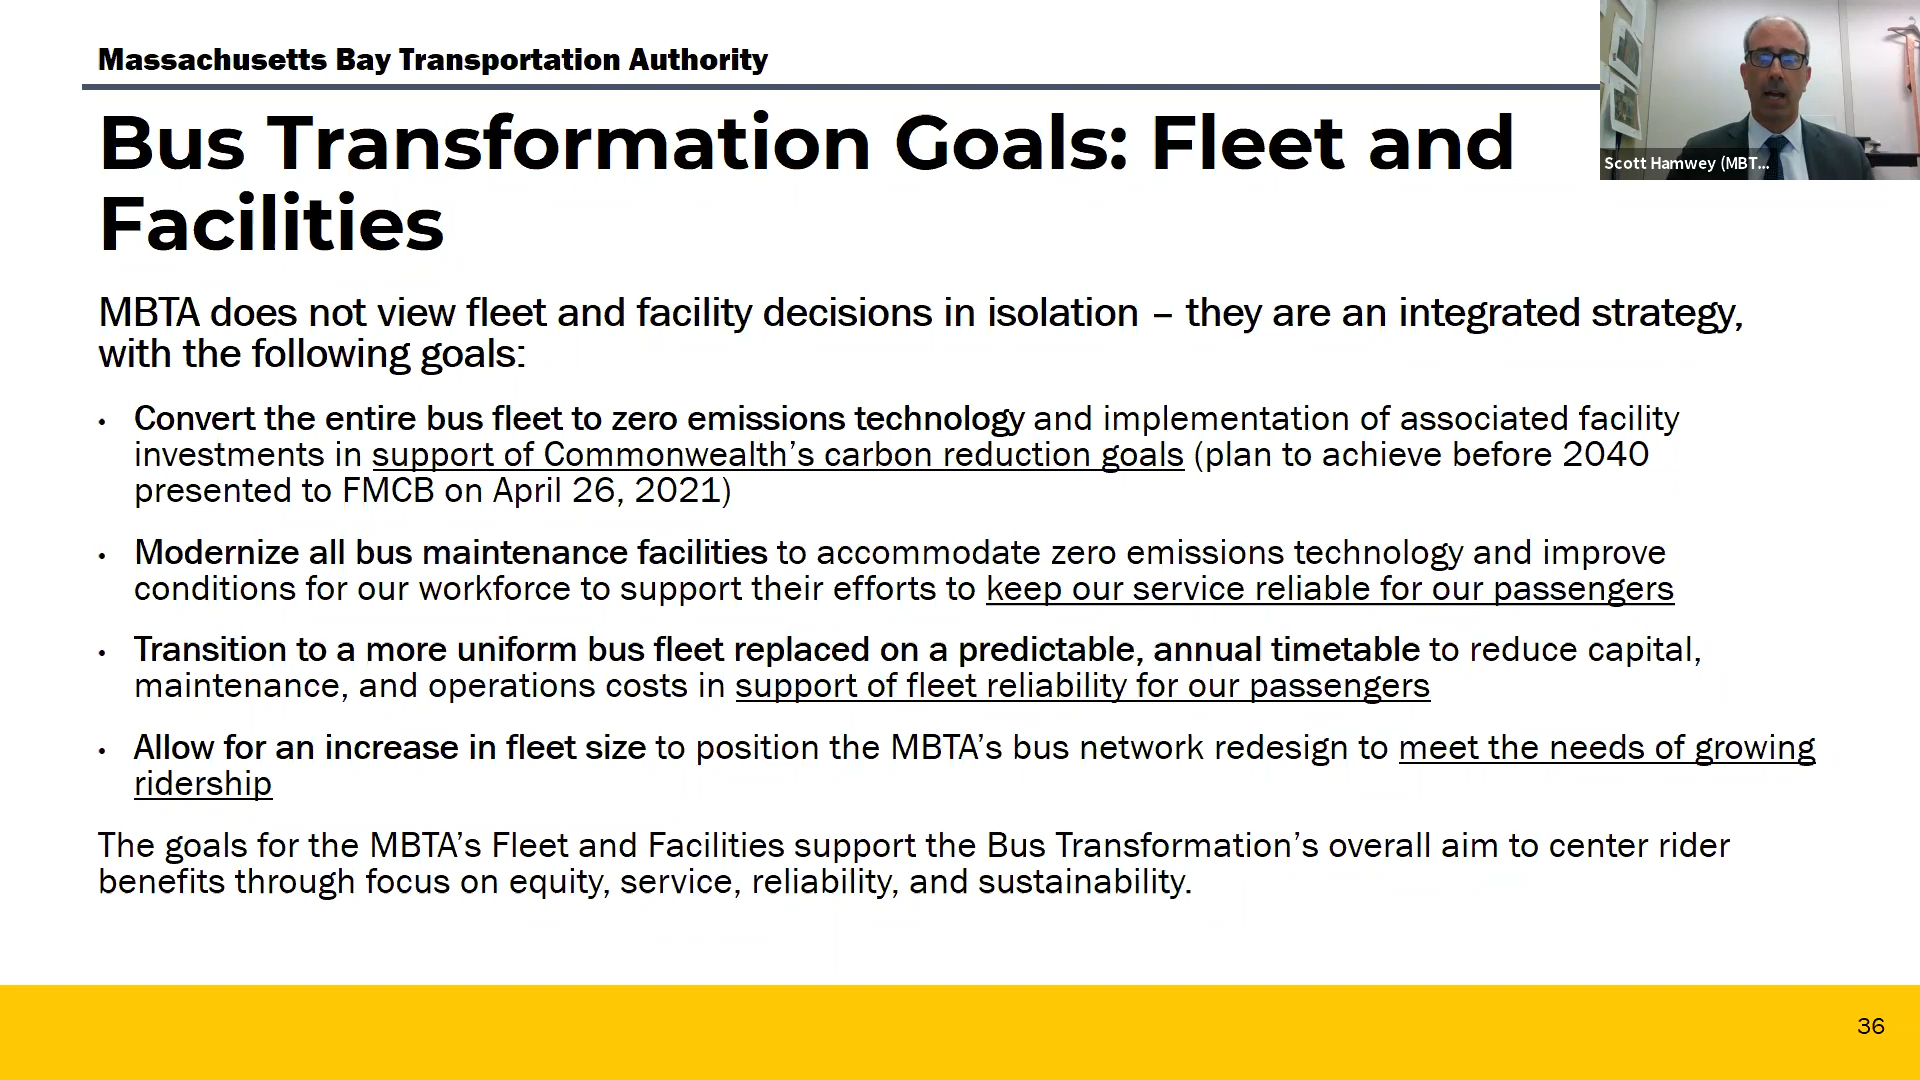 Massachusetts Bay Transportation Authority
Scott Hamwey (MBT...
Bus Transformation Goals: Fleet and
Facilities
MBTA does not view fleet and facility decisions in isolation – they are an integrated strategy,
with the following goals:
• Convert the entire bus fleet to zero emissions technology and implementation of associated facility
investments in support of Commonwealth’s carbon reduction goals (plan to achieve before 2040
presented to FMCB on April 26, 2021)
• Modernize all bus maintenance facilities to accommodate zero emissions technology and improve
conditions for our workforce to support their efforts to keep our service reliable for our passengers
• Transition to a more uniform bus fleet replaced on a predictable, annual timetable to reduce capital,
maintenance, and operations costs in support of fleet reliability for our passengers
• Allow for an increase in fleet size to position the MBTA’s bus network redesign to meet the needs of growing
ridership
The goals for the MBTA’s Fleet and Facilities support the Bus Transformation’s overall aim to center rider
benefits through focus on equity, service, reliability, and sustainability.
36